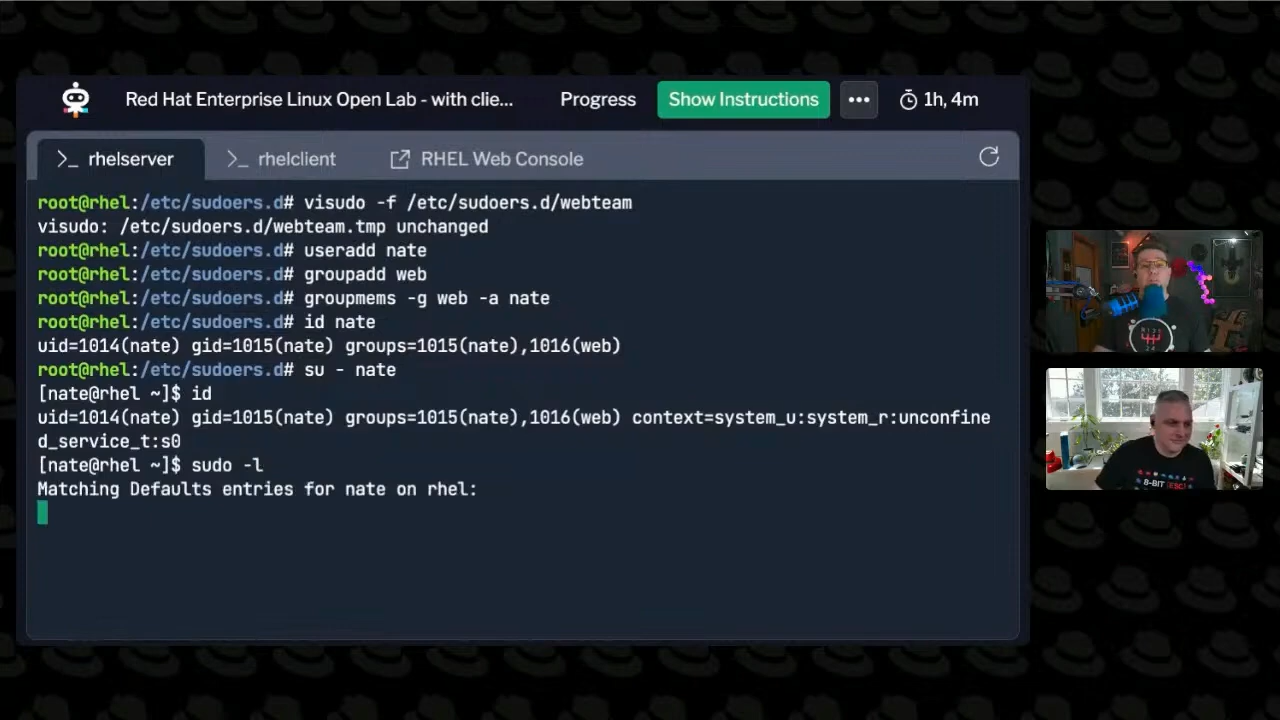 Red Hat Enterprise Linux Open Lab - with clie...
Progress
Show Instructions
•••
1h, 4m
>_ rhelserver
>_ rhelclient
RHEL Web Console
root@rhel:/etc/sudoers.d# visudo -f /etc/sudoers.d/webteam
visudo: /etc/sudoers.d/webteam.tmp unchanged
root@rhel:/etc/sudoers.d# useradd nate
root@rhel:/etc/sudoers.d# groupadd web
root@rhel:/etc/sudoers.d# groupmems -g web -a nate
root@rhel:/etc/sudoers.d# id nate
uid=1014(nate) gid=1015(nate) groups=1015(nate),1016(web)
root@rhel:/etc/sudoers.d# su - nate
[nate@rhel ~]$ id
uid=1014(nate) gid=1015(nate) groups=1015(nate),1016(web) context=system_u:system_r:unconfine
d_service_t:s0
[nate@rhel ~]$ sudo -l
Matching Defaults entries for nate on rhel:
8-BIT